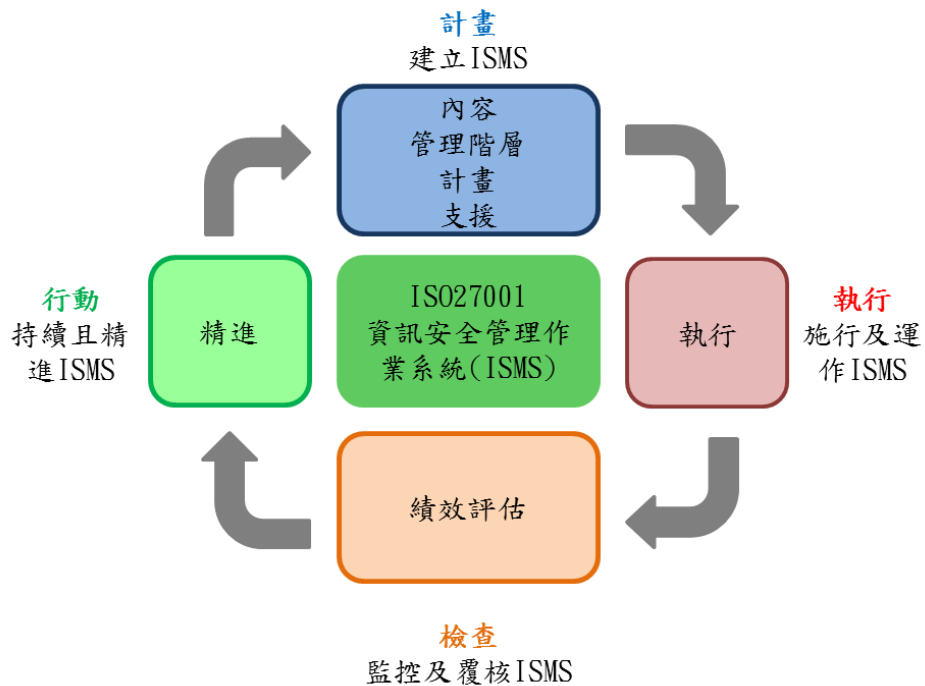 計畫
建立ISMS
內容
管理階層
計畫
支援
行動
持續且精
進ISMS
精進
ISO27001
資訊安全管理作
業系統(ISMS)
執行
執行
施行及運
作ISMS
績效評估
檢查
監控及覆核ISMS